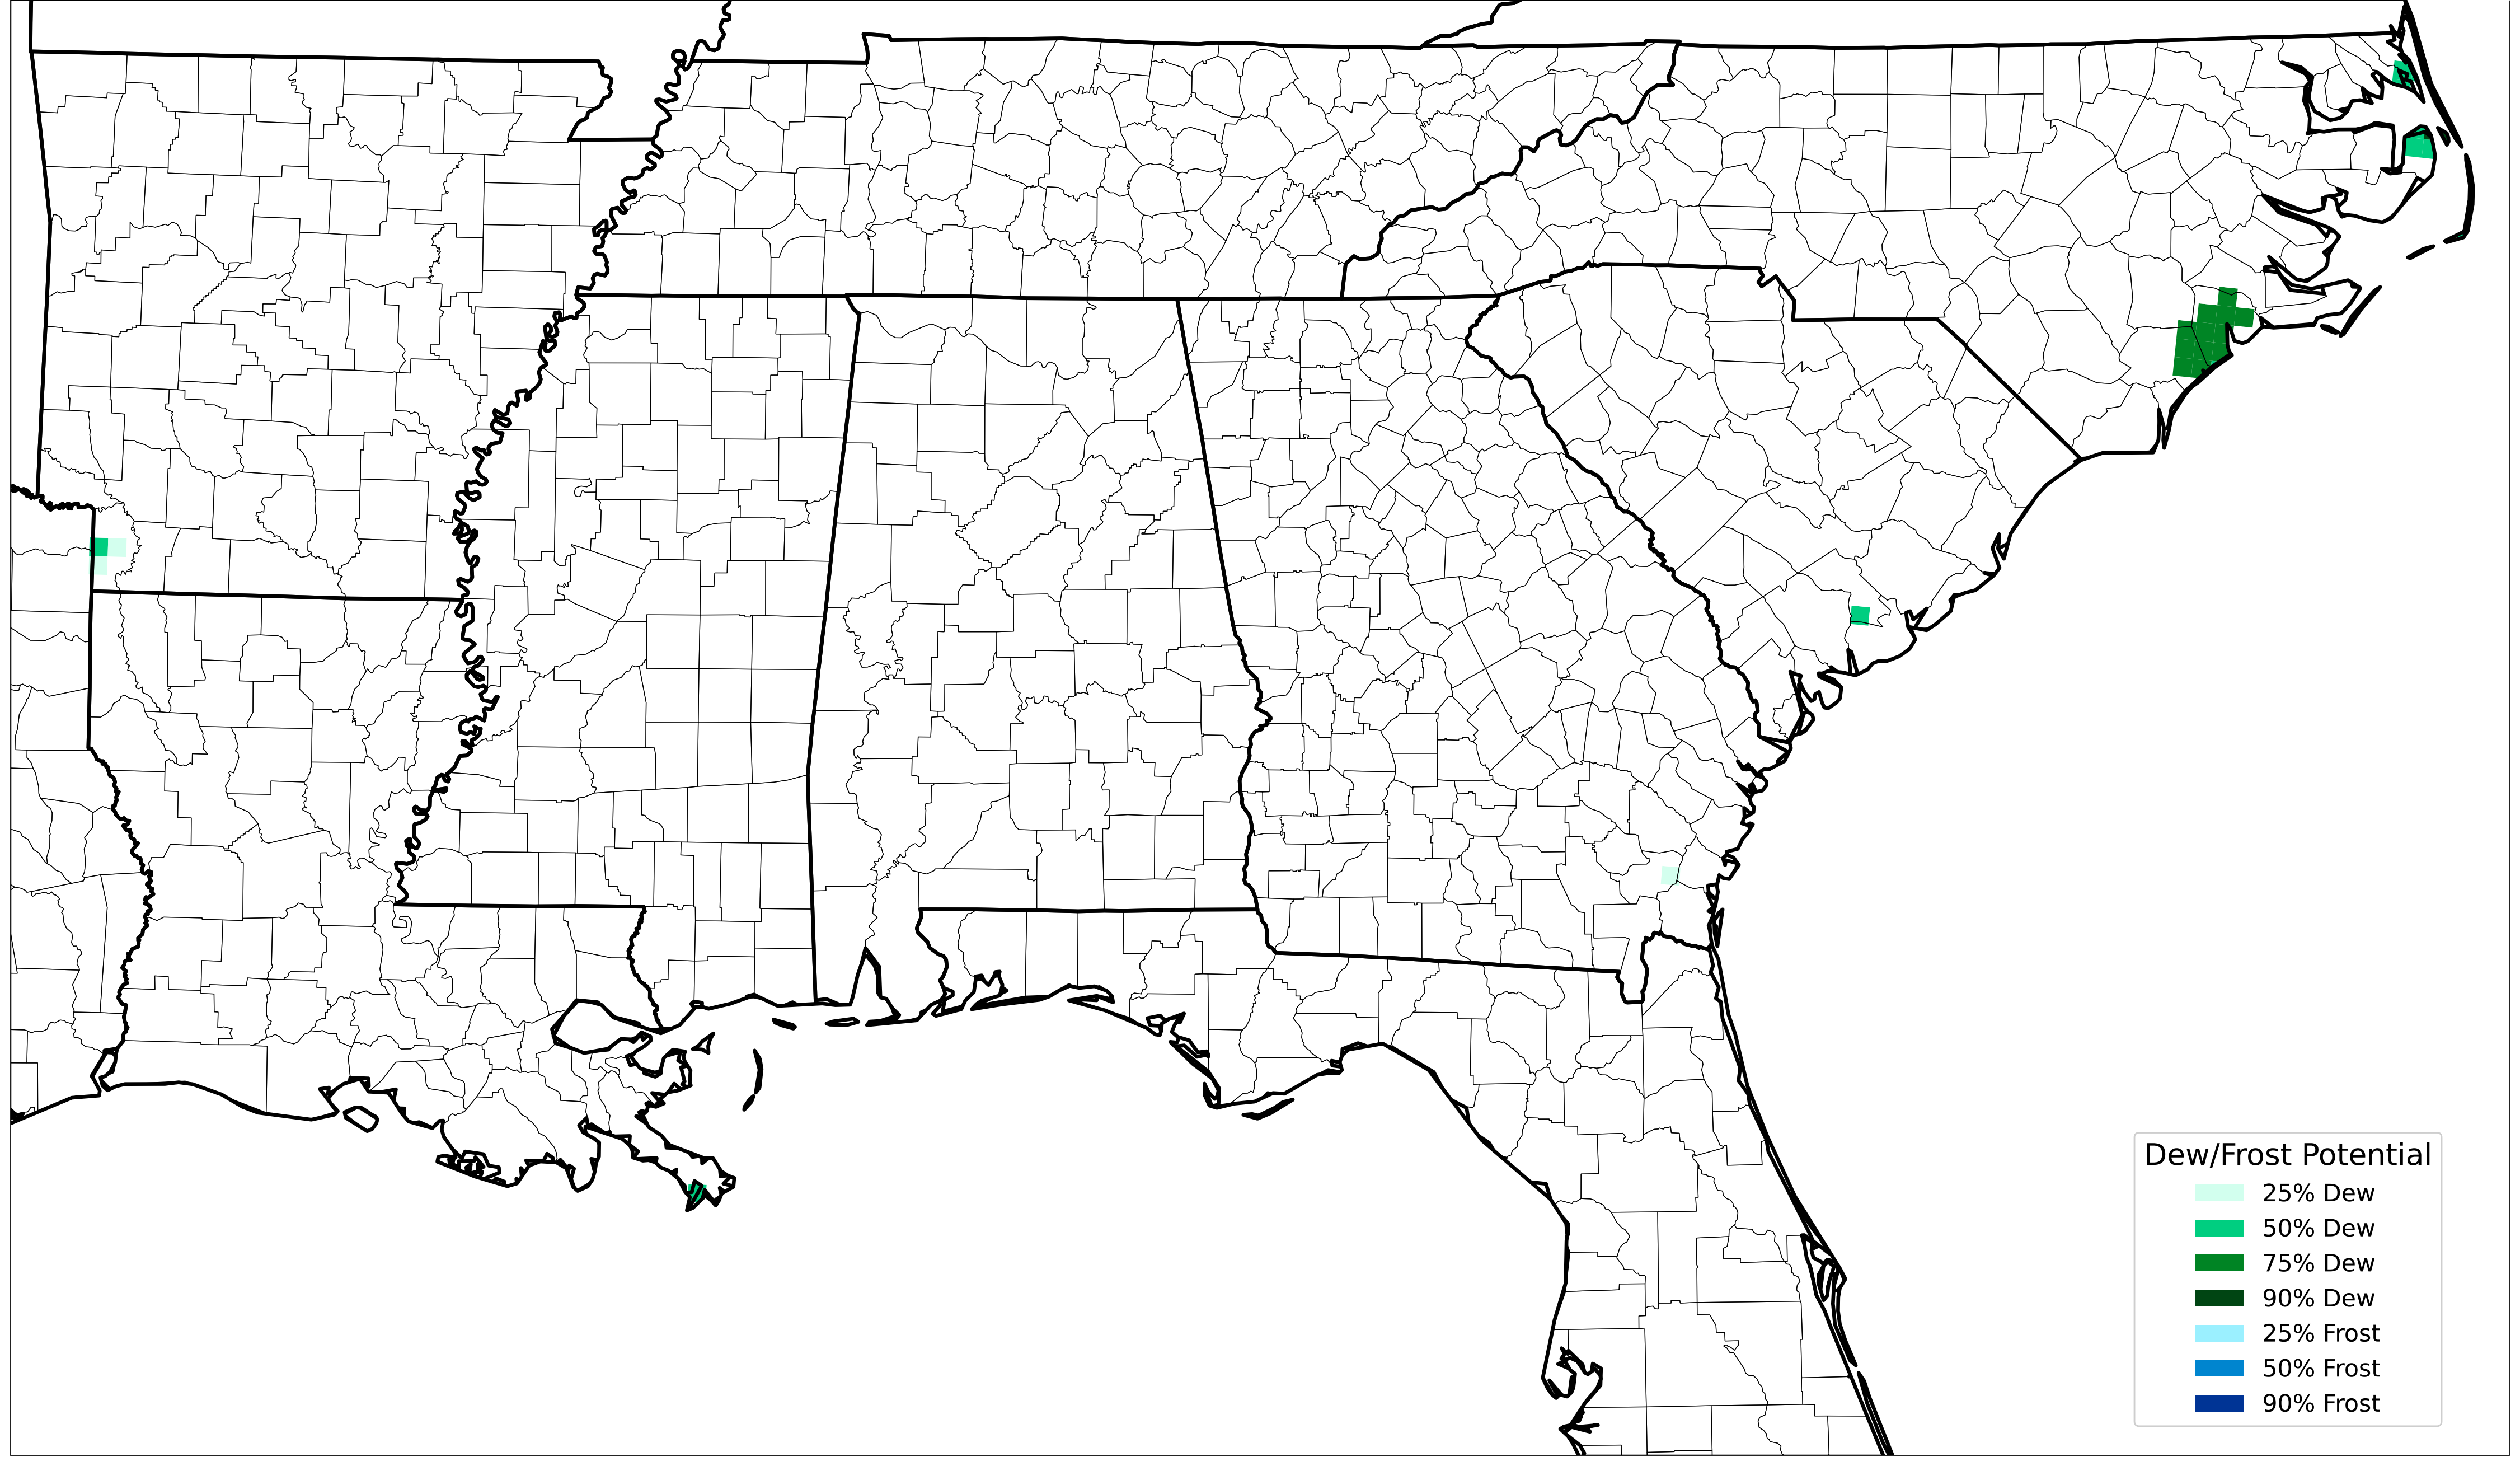 Dew/Frost Potential
25% Dew
50% Dew
75% Dew
90% Dew
25% Frost
50% Frost
90% Frost